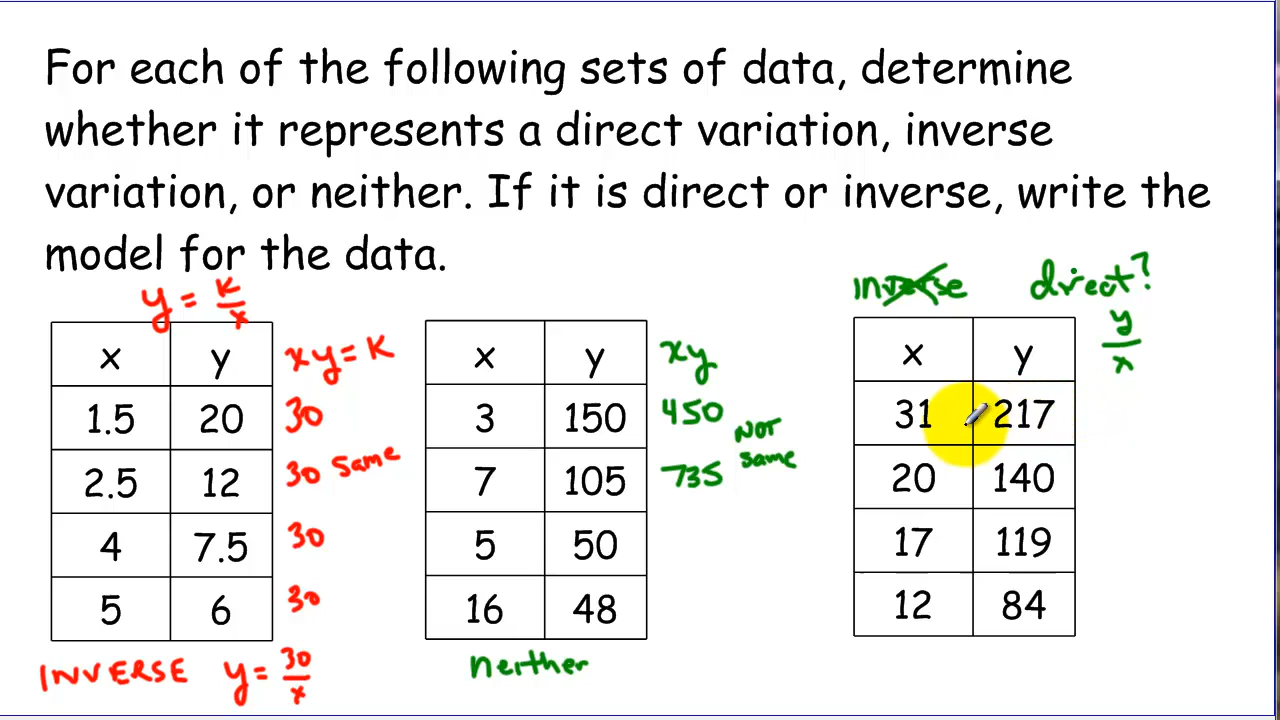 For each of the following sets of data, determine
whether it represents a direct variation, inverse
variation, or neither. If it is direct or inverse, write the
model for the data.
y = K/x
x y xy = K
1.5 20 30
2.5 12 30 same
4 7.5 30
5 6 30
INVERSE y = 30/x
x y xy
3 150 450
7 105 735
NOT
same
5 50
16 48
neither
inverse direct?
y/x
x y
31 217
20 140
17 119
12 84